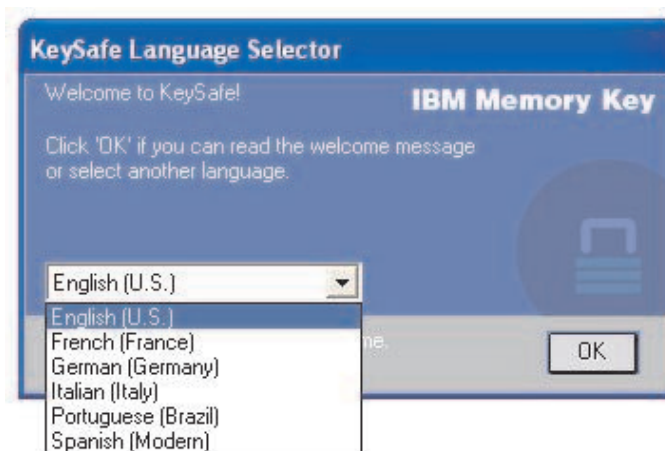 KeySafe Language Selector
Welcome to KeySafe!
IBM Memory Key
Click 'OK' if you can read the welcome message
or select another language.
English (U.S.)
English (U.S.)
French (France)
German (Germany)
Italian (Italy)
Portuguese (Brazil)
Spanish (Modern)
OK